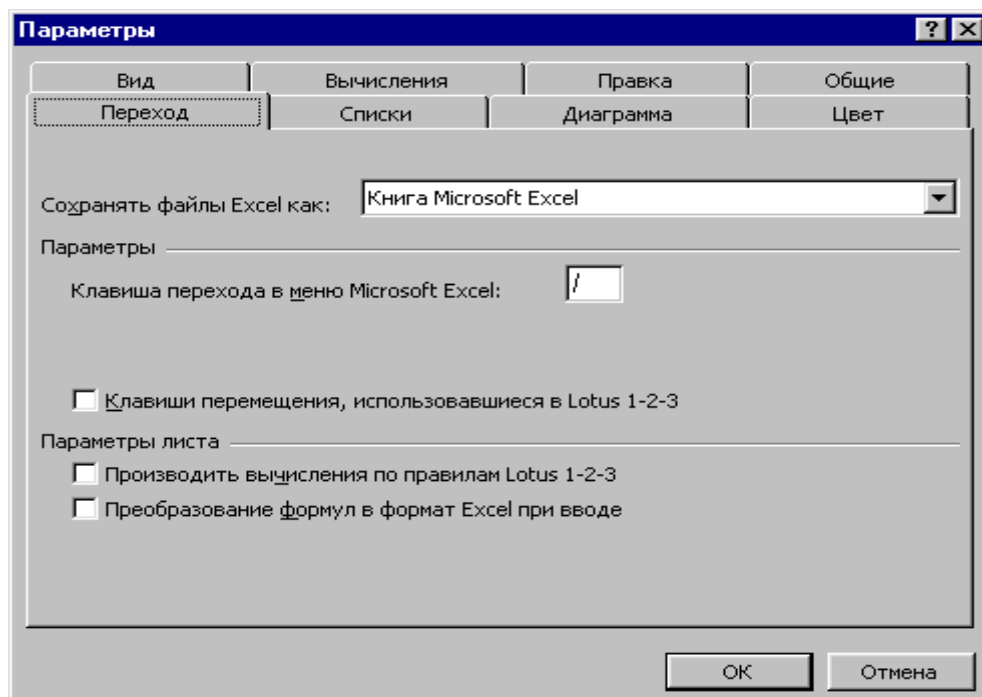 Параметры
Вид Вычисления Правка Общие
Переход Списки Диаграмма Цвет
Сохранять файлы Excel как: Книга Microsoft Excel
Параметры
Клавиша перехода в меню Microsoft Excel: /
Клавиши перемещения, использовавшиеся в Lotus 1-2-3
Параметры листа
Производить вычисления по правилам Lotus 1-2-3
Преобразование формул в формат Excel при вводе
ОК Отмена